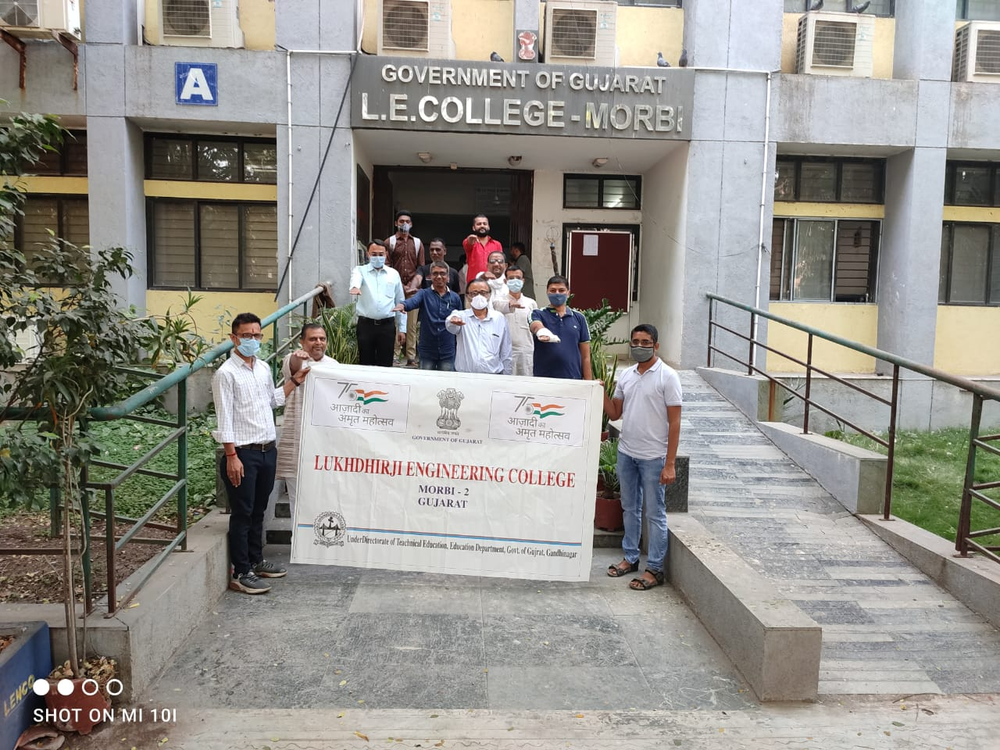 A
GOVERNMENT OF GUJARAT
L.E.COLLEGE - MORBI
75
आज़ादी का
अमृत महोत्सव
सत्यमेव जयते
GOVERNMENT OF GUJARAT
75
आज़ादी का
अमृत महोत्सव
LUKHDHIRJI ENGINEERING COLLEGE
MORBI - 2
GUJARAT
UnderDirectorate of Teachnical Education, Education Department, Govt. of Gujrat, Gandhinagar
LENCO
SHOT ON MI 10I